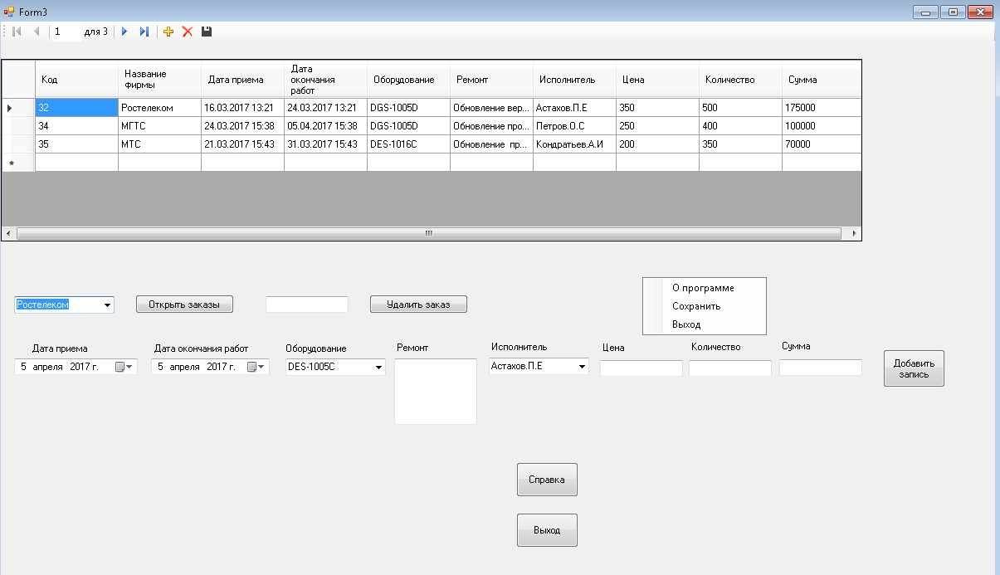 Form3
1 для 3
Код Название фирмы Дата приема Дата окончания работ Оборудование Ремонт Исполнитель Цена Количество Сумма
32 Ростелеком 16.03.2017 13:21 24.03.2017 13:21 DGS-1005D Обновление вер... Астахов.П.Е 350 500 175000
34 МГТС 24.03.2017 15:38 05.04.2017 15:38 DGS-1005D Обновление про... Петров.О.С 250 400 100000
35 МТС 21.03.2017 15:43 31.03.2017 15:43 DES-1016C Обновление пр... Кондратьев.А.И 200 350 70000
О программе
Сохранить
Выход
Ростелеком Открыть заказы Удалить заказ
Дата приема Дата окончания работ Оборудование Ремонт Исполнитель Цена Количество Сумма
5 апреля 2017 г. 5 апреля 2017 г. DES-1005C Астахов.П.Е
Добавить
запись
Справка
Выход